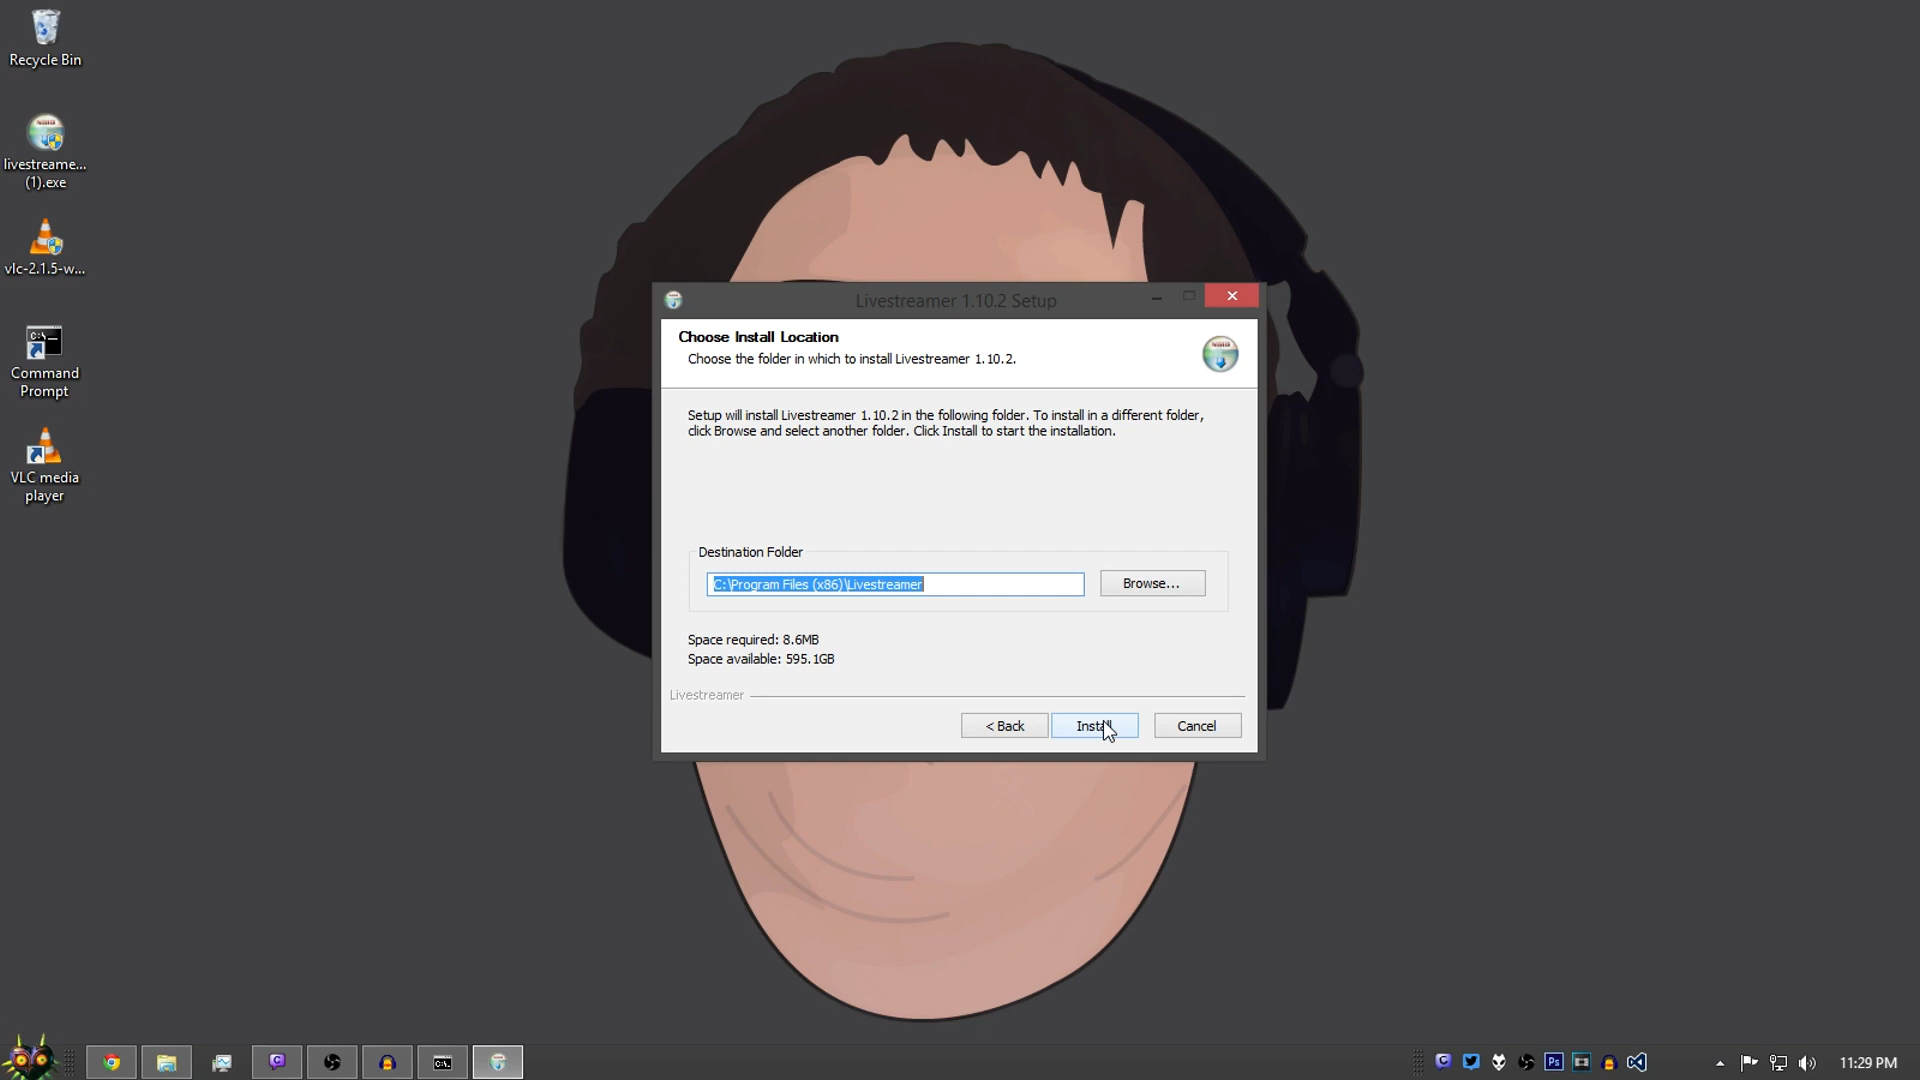 Recycle Bin
livestreame...
(1).exe
vlc-2.1.5-w...
Command
Prompt
VLC media
player
Livestreamer 1.10.2 Setup
Choose Install Location
Choose the folder in which to install Livestreamer 1.10.2.
Setup will install Livestreamer 1.10.2 in the following folder. To install in a different folder,
click Browse and select another folder. Click Install to start the installation.
Destination Folder
C:\Program Files (x86)\Livestreamer
Browse...
Space required: 8.6MB
Space available: 595.1GB
Livestreamer
< Back
Install
Cancel
Ps
11:29 PM